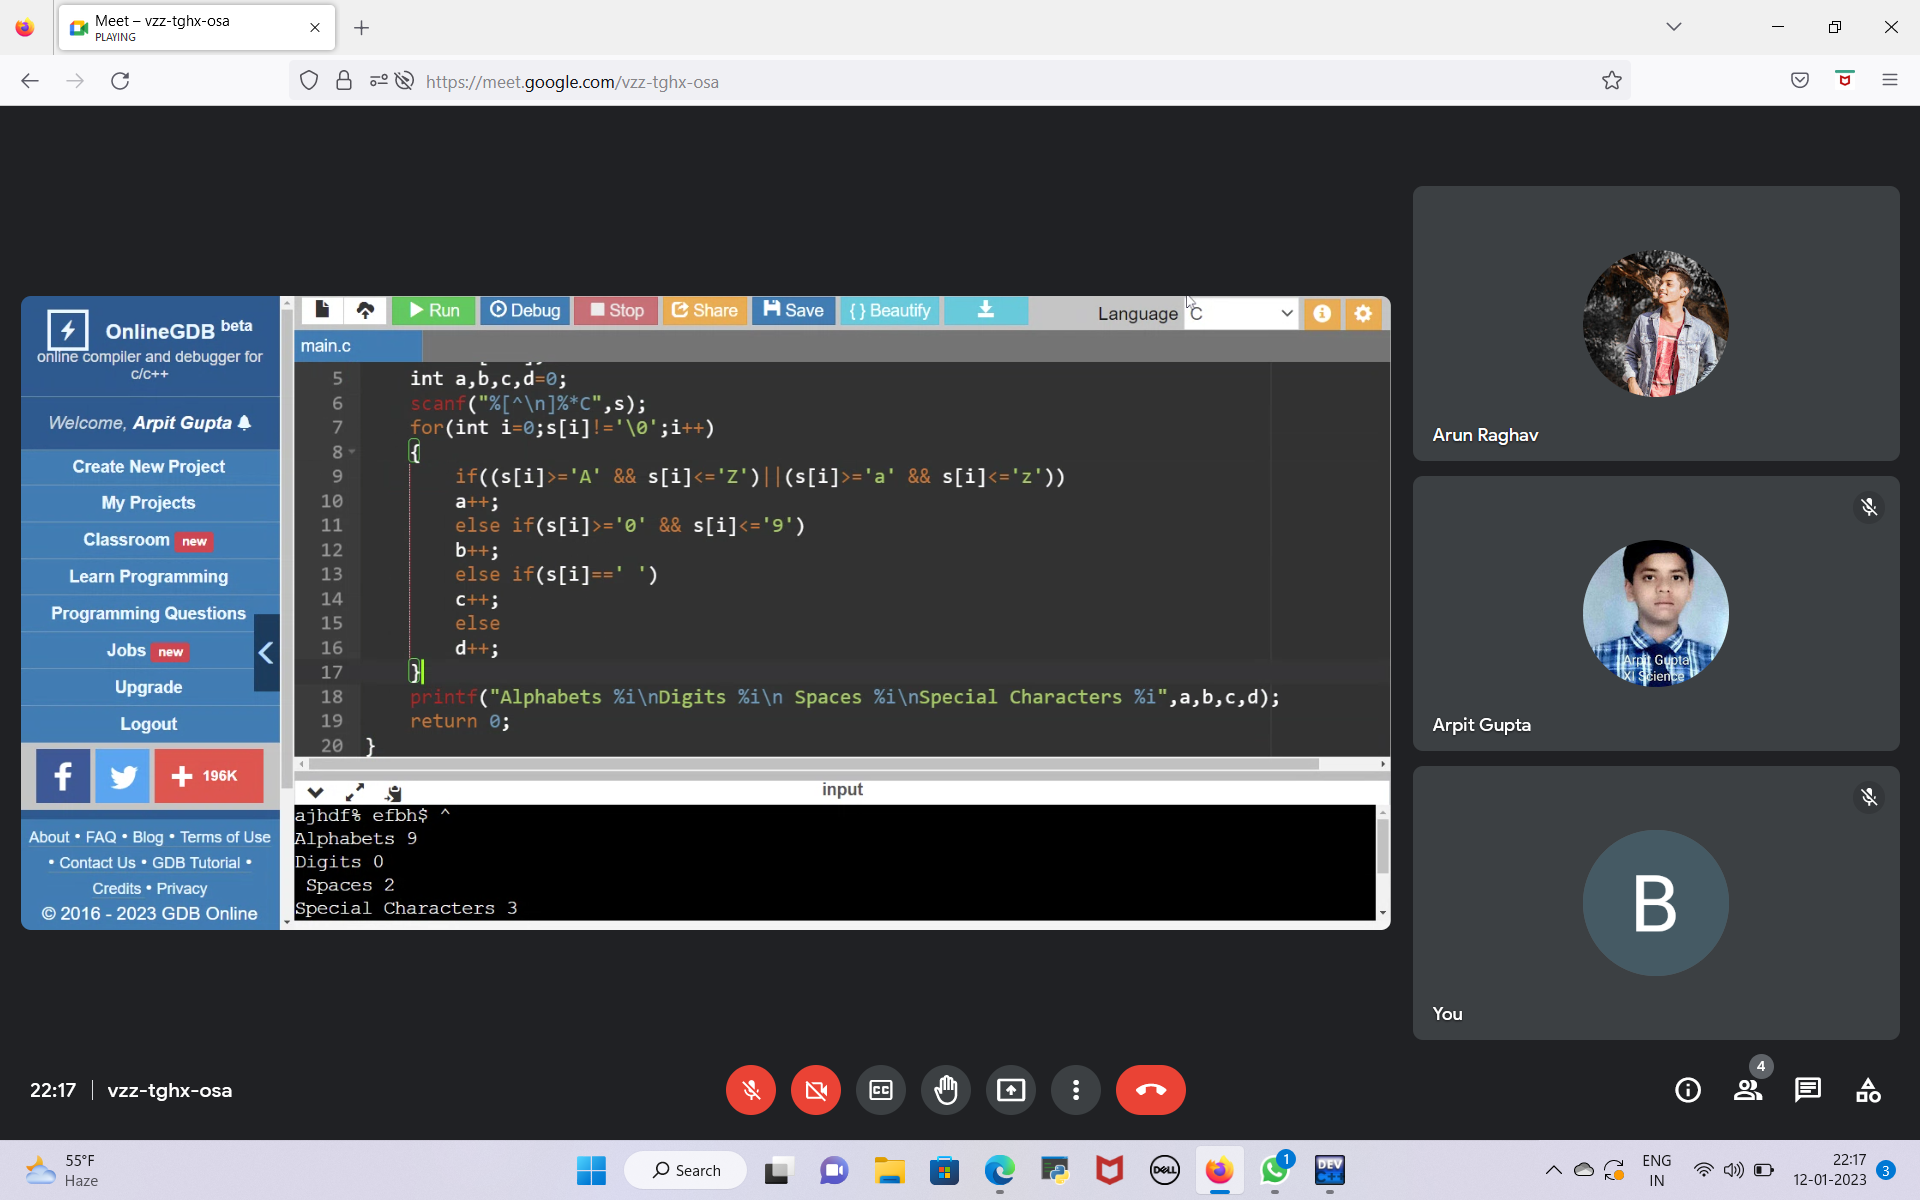 Meet – vzz-tghx-osa
PLAYING
https://meet.google.com/vzz-tghx-osa
OnlineGDB beta
online compiler and debugger for
c/c++
Welcome, Arpit Gupta
Create New Project
My Projects
Classroom new
Learn Programming
Programming Questions
Jobs new
Upgrade
Logout
f
+ 196K
About • FAQ • Blog • Terms of Use
• Contact Us • GDB Tutorial •
Credits • Privacy
© 2016 - 2023 GDB Online
Run Debug Stop Share Save { } Beautify Language C
main.c
5 int a,b,c,d=0;
6 scanf("%[^\n]%*C",s);
7 for(int i=0;s[i]!='\0';i++)
8 {
9 if((s[i]>='A' && s[i]<='Z')||(s[i]>='a' && s[i]<='z'))
10 a++;
11 else if(s[i]>='0' && s[i]<='9')
12 b++;
13 else if(s[i]==' ')
14 c++;
15 else
16 d++;
17 }
18 printf("Alphabets %i\nDigits %i\n Spaces %i\nSpecial Characters %i",a,b,c,d);
19 return 0;
20 }
input
ajhdf% efbh$ ^
Alphabets 9
Digits 0
Spaces 2
Special Characters 3
Arun Raghav
Arpit Gupta
XI Science
Arpit Gupta
B
You
22:17 | vzz-tghx-osa
CC
4
55°F
Haze
Search
DELL
1
DEV
C++
ENG
IN
22:17
12-01-2023
3